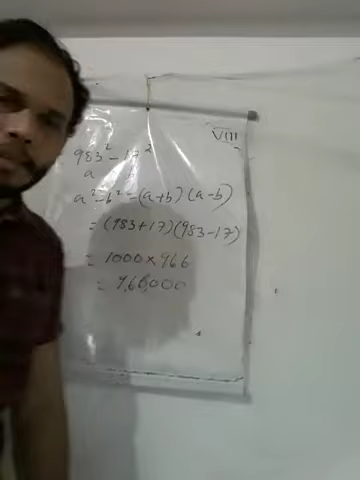 VIII
983² - 17²
a
a² - b² = (a+b) (a-b)
= (983+17) (983-17)
= 1000 × 966
= 9,66,000